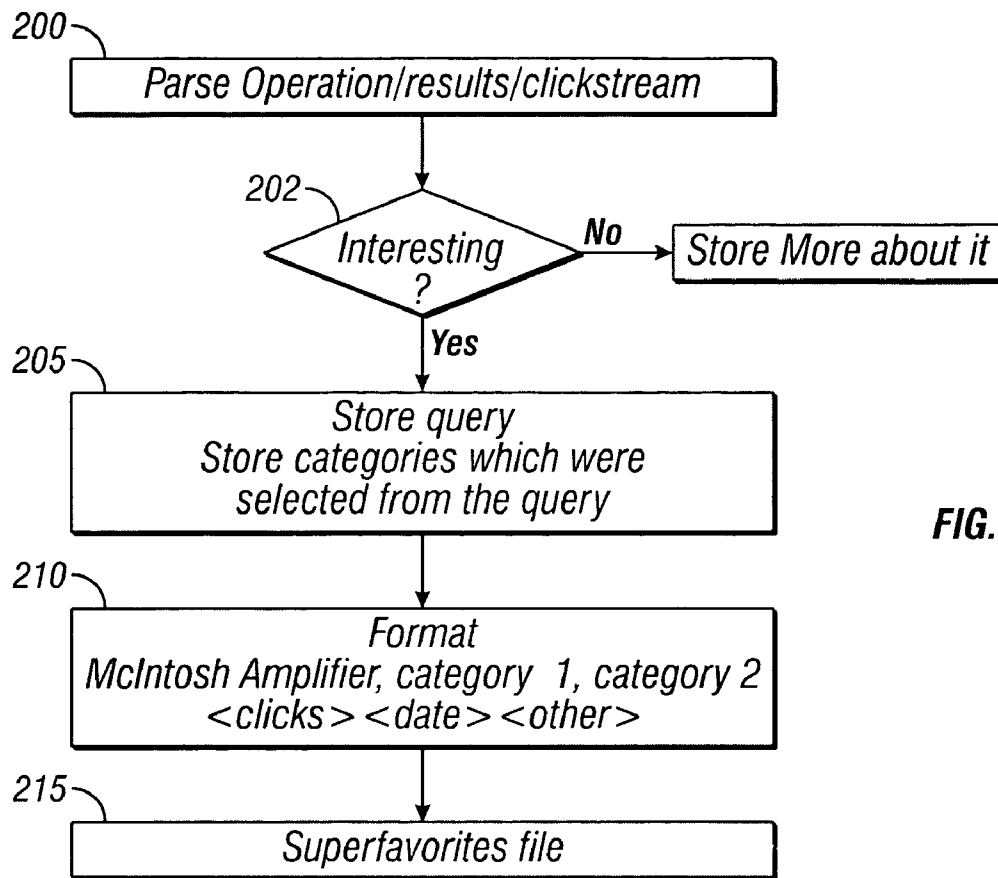 200
Parse Operation/results/clickstream
202
Interesting
?
No
Store More about it
Yes
205
Store query
Store categories which were
selected from the query
FIG.
210
Format
McIntosh Amplifier, category 1, category 2
<clicks> <date> <other>
215
Superfavorites file